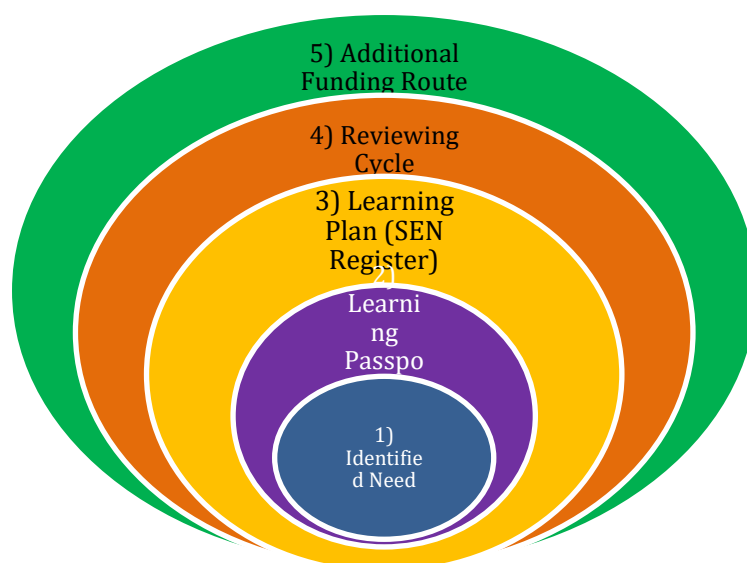 5) Additional
Funding Route
4) Reviewing
Cycle
3) Learning
Plan (SEN
Register)
2)
Learni
ng
Passpo
1)
Identifie
d Need